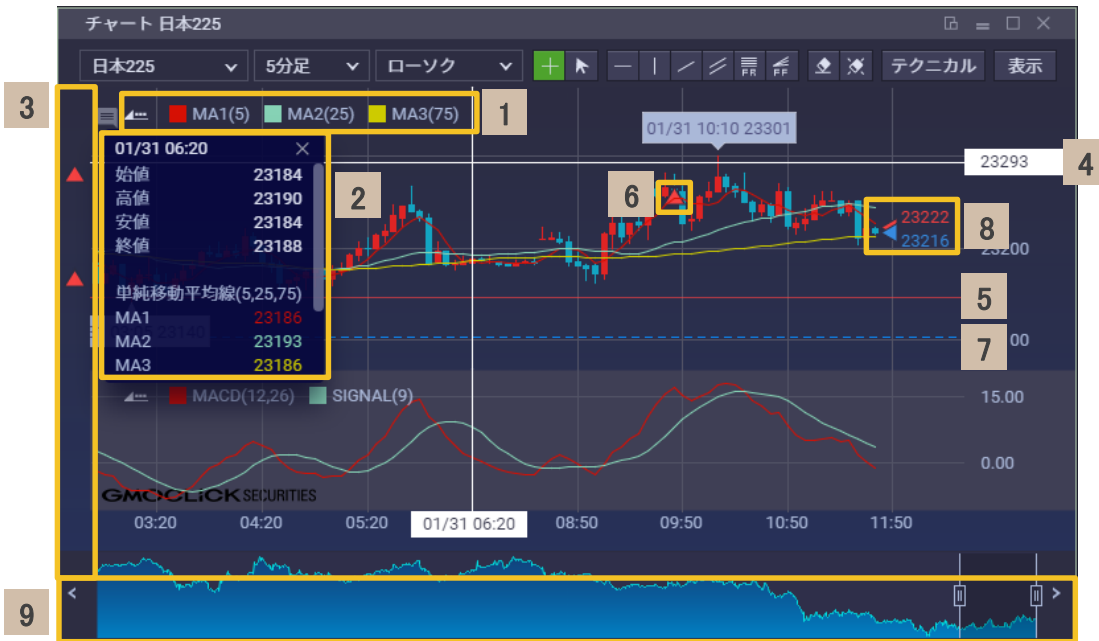 チャート 日本225
日本225 5分足 ローソク FR FF テクニカル 表示
3
MA1(5) MA2(25) MA3(75) 1
01/31 10:10 23301
01/31 06:20
始値 23184
高値 23190
安値 23184
終値 23188
単純移動平均線(5,25,75)
MA1 23186
MA2 23193
MA3 23186
2
23293 4
6
23222
23216
8
23200
5
23140
7
00
MACD(12,26) SIGNAL(9)
15.00
0.00
GMOCLICK SECURITIES
03:20 04:20 05:20 01/31 06:20 08:50 09:50 10:50 11:50
9